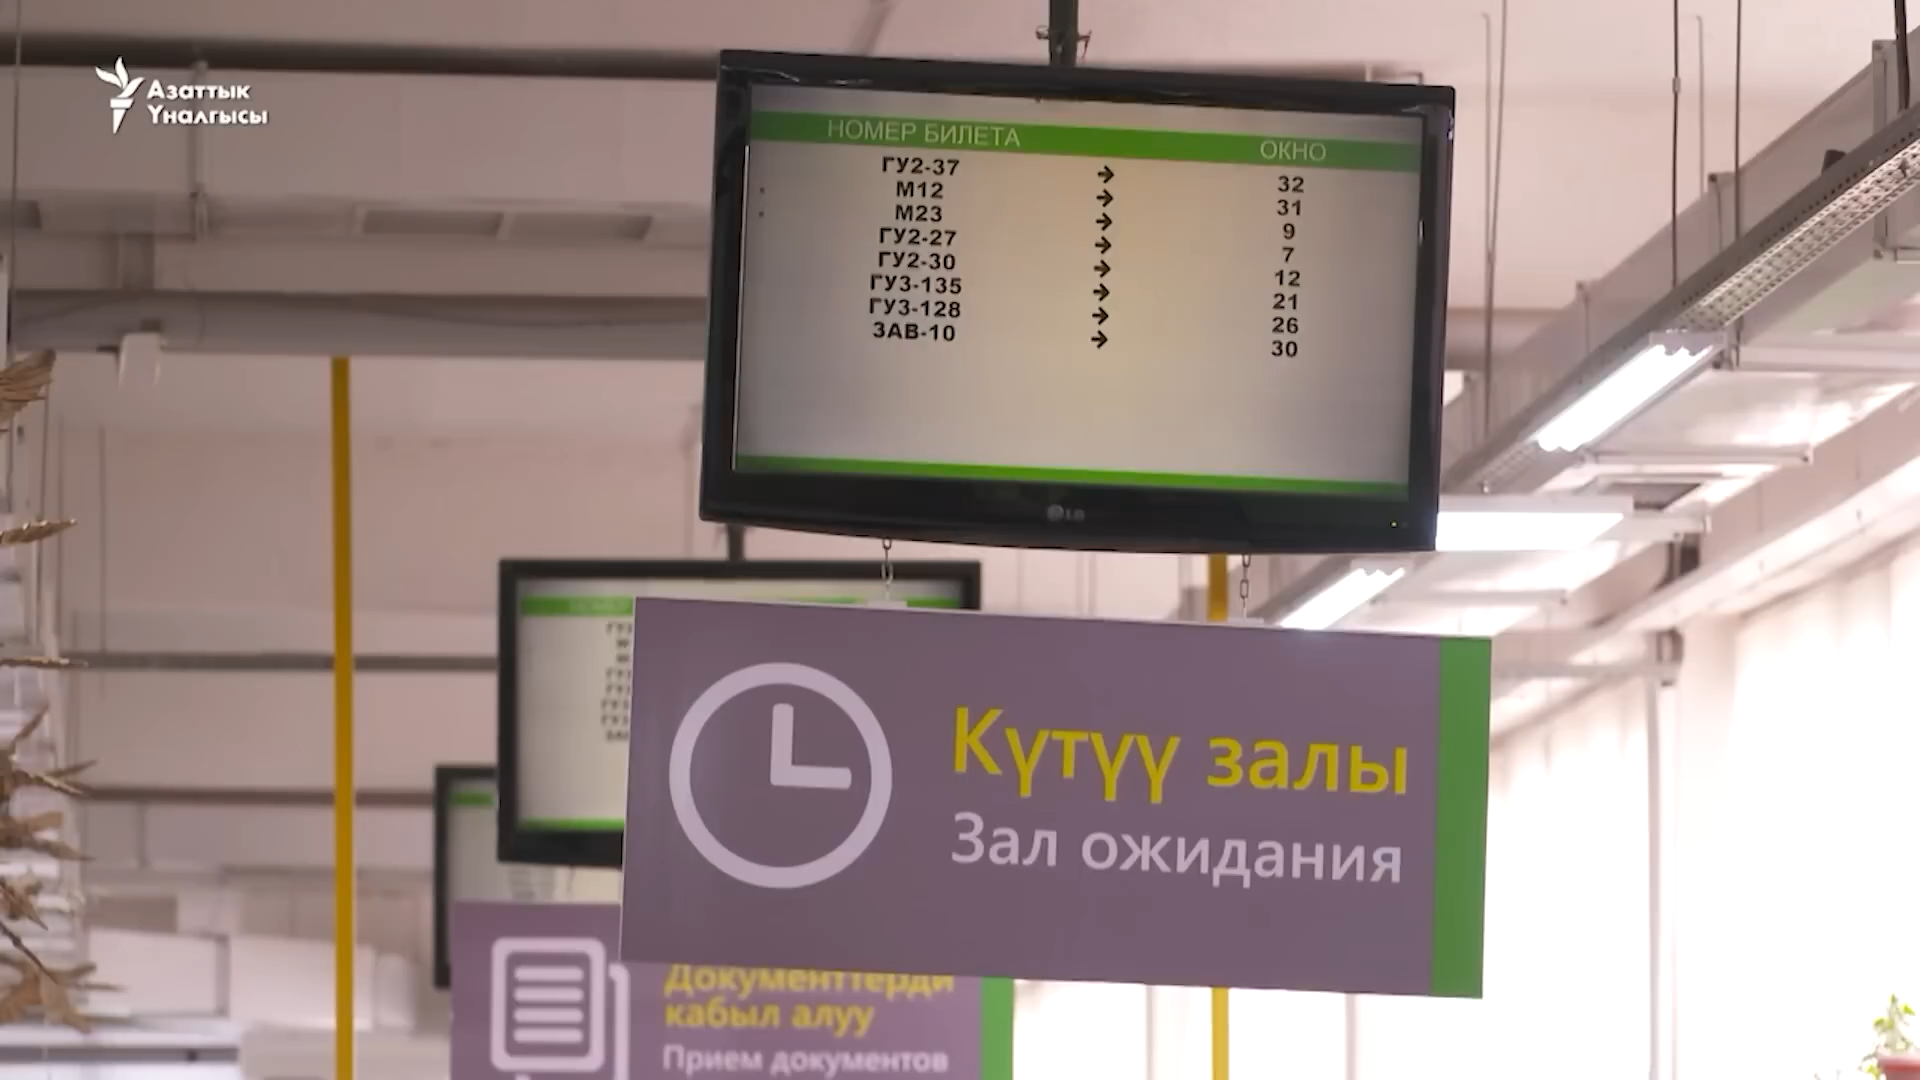 Азаттык
Үналгысы
НОМЕР БИЛЕТА ОКНО
ГУ2-37 → 32
М12 → 31
М23 → 9
ГУ2-27 → 7
ГУ2-30 → 12
ГУ3-135 → 21
ГУ3-128 → 26
ЗАВ-10 → 30
LG
Күтүү залы
Зал ожидания
Документтерди
кабыл алуу
Прием документов